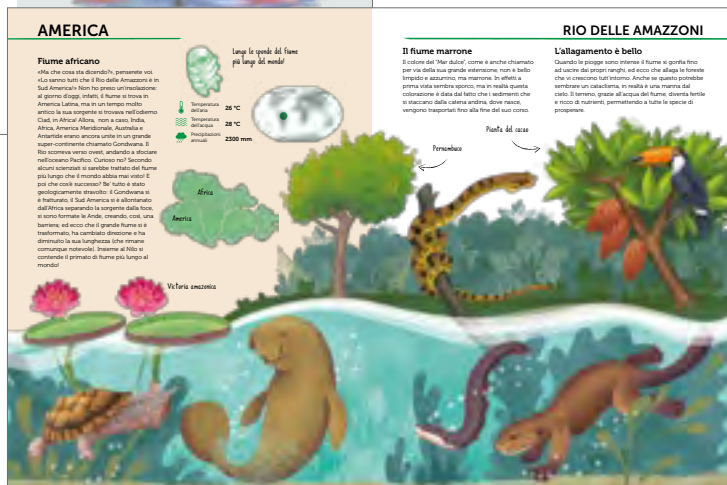 AMERICA
Fiume africano
«Ma che cosa sta dicendo?», penserete voi.
«Lo sanno tutti che il Rio delle Amazzoni è in
Sud America!» Non ho preso un'insolazione:
al giorno d'oggi, infatti, il fiume si trova in
America Latina, ma in un tempo molto
antico la sua sorgente si trovava nell'odierno
Ciad, in Africa! Allora, non a caso, India,
Africa, America Meridionale, Australia e
Antartide erano ancora unite in un grande
super-continente chiamato Gondwana. Il
Rio scorreva verso ovest, andando a sfociare
nell'oceano Pacifico. Curioso no? Secondo
alcuni scienziati si sarebbe trattato del fiume
più lungo che il mondo abbia mai visto! E
poi che cos'è successo? Be' tutto è stato
geologicamente stravolto: il Gondwana si
è fratturato, il Sud America si è allontanato
dall'Africa separando la sorgente dalla foce,
si sono formate le Ande, creando, così, una
barriera; ed ecco che il grande fiume si è
trasformato, ha cambiato direzione e ha
diminuito la sua lunghezza (che rimane
comunque notevole). Insieme al Nilo si
contende il primato di fiume più lungo al
mondo!
Lungo le sponde del fiume
più lungo del mondo!
Temperatura
dell'aria
26 °C
Temperatura
dell'acqua
28 °C
Precipitazioni
annuali
2300 mm
Africa
America
Victoria amazonica
RIO DELLE AMAZZONI
Il fiume marrone
Il colore del "Mar dulce", come è anche chiamato
per via della sua grande estensione, non è bello
limpido e azzurrino, ma marrone. In effetti a
prima vista sembra sporco, ma in realtà questa
colorazione è data dal fatto che i sedimenti che
si staccano dalla catena andina, dove nasce,
vengono trasportati fino alla fine del suo corso.
L'allagamento è bello
Quando le piogge sono intense il fiume si gonfia fino
ad uscire dai propri ranghi, ed ecco che allaga le foreste
che vi crescono tutt'intorno. Anche se questo potrebbe
sembrare un cataclisma, in realtà è una manna dal
cielo. Il terreno, grazie all'acqua del fiume, diventa fertile
e ricco di nutrienti, permettendo a tutte le specie di
prosperare.
Pernambuco
Pianta del cacao